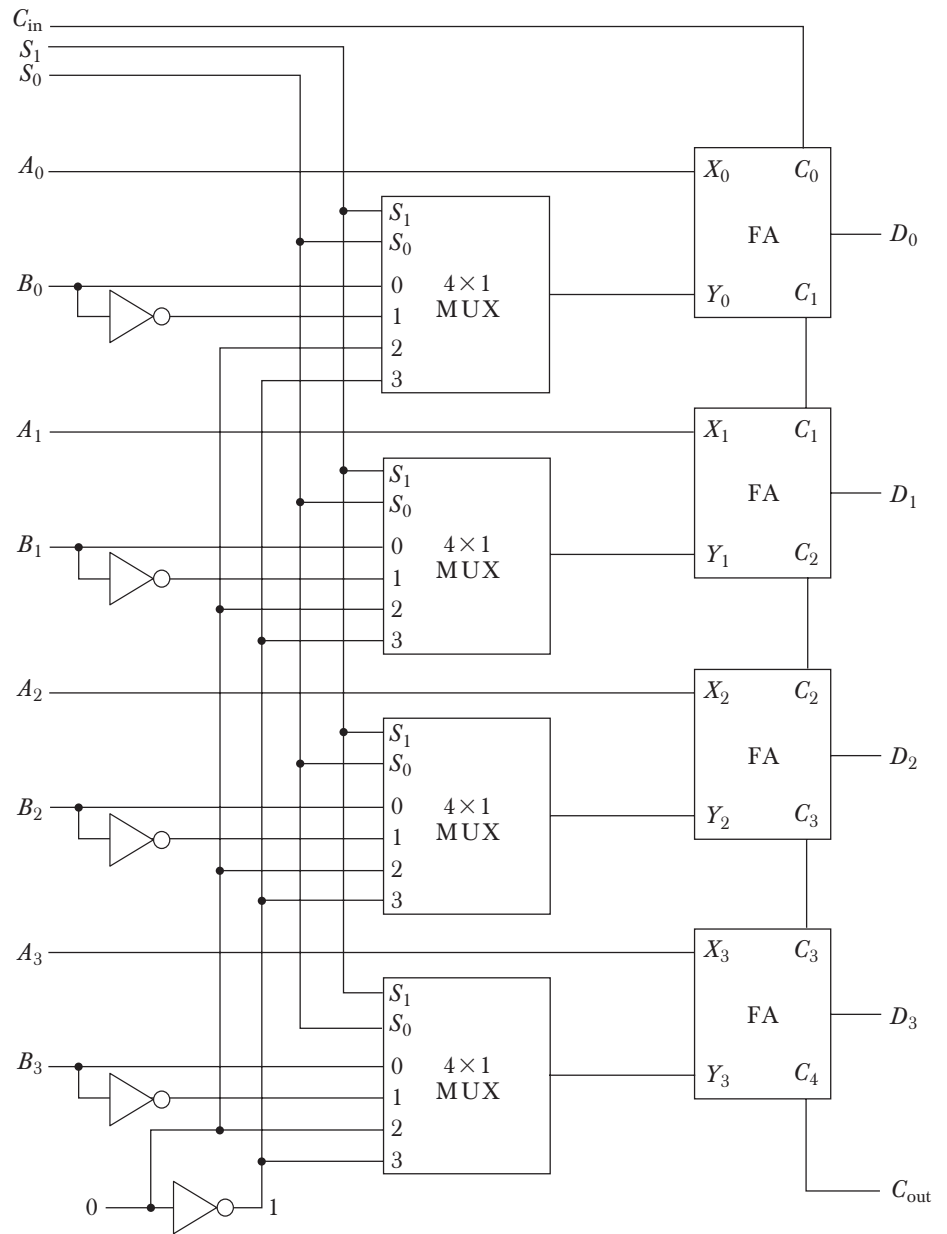 C_in
S_1
S_0
A_0
X_0 C_0
S_1
S_0
FA
D_0
B_0
0
4×1
MUX
1
Y_0 C_1
2
3
A_1
X_1 C_1
S_1
S_0
FA
D_1
B_1
0
4×1
MUX
1
Y_1 C_2
2
3
A_2
X_2 C_2
S_1
S_0
FA
D_2
B_2
0
4×1
MUX
1
Y_2 C_3
2
3
A_3
X_3 C_3
S_1
S_0
FA
D_3
B_3
0
4×1
MUX
1
Y_3 C_4
2
3
0
1
C_out